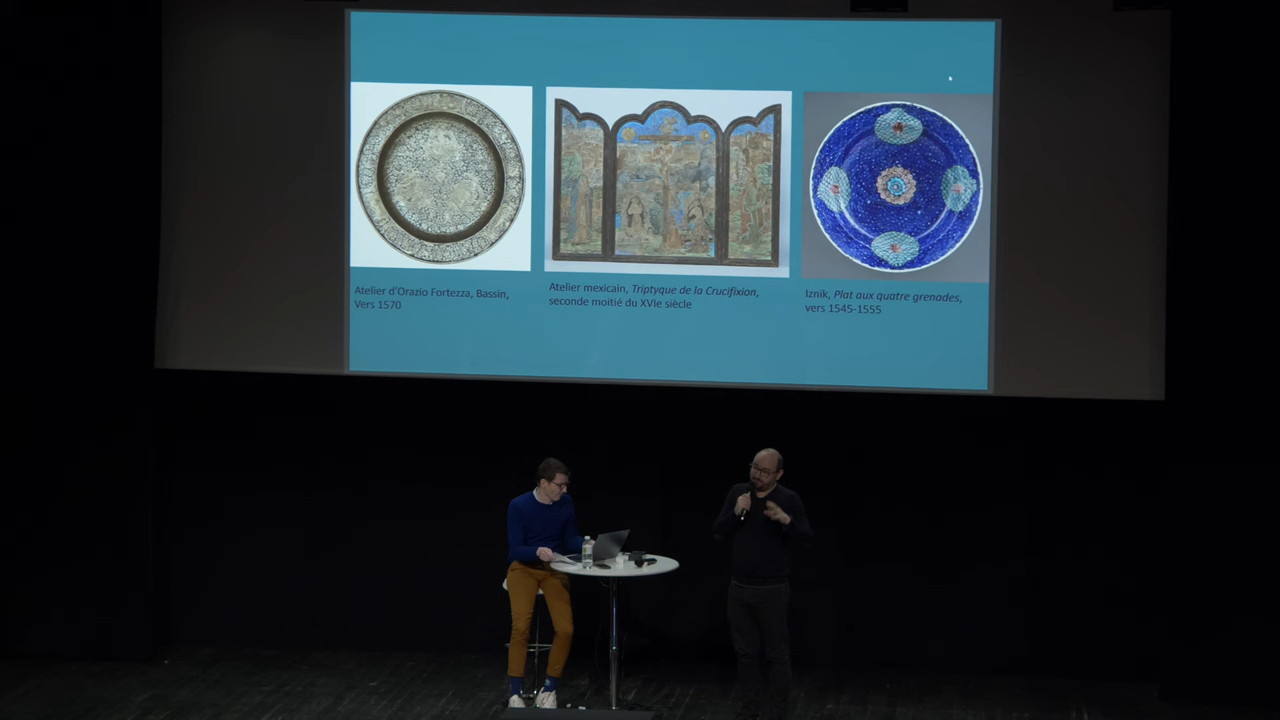 Atelier d'Orazio Fortezza, Bassin,
Vers 1570
Atelier mexicain, Triptyque de la Crucifixion,
seconde moitié du XVIe siècle
Iznik, Plat aux quatre grenades,
vers 1545-1555